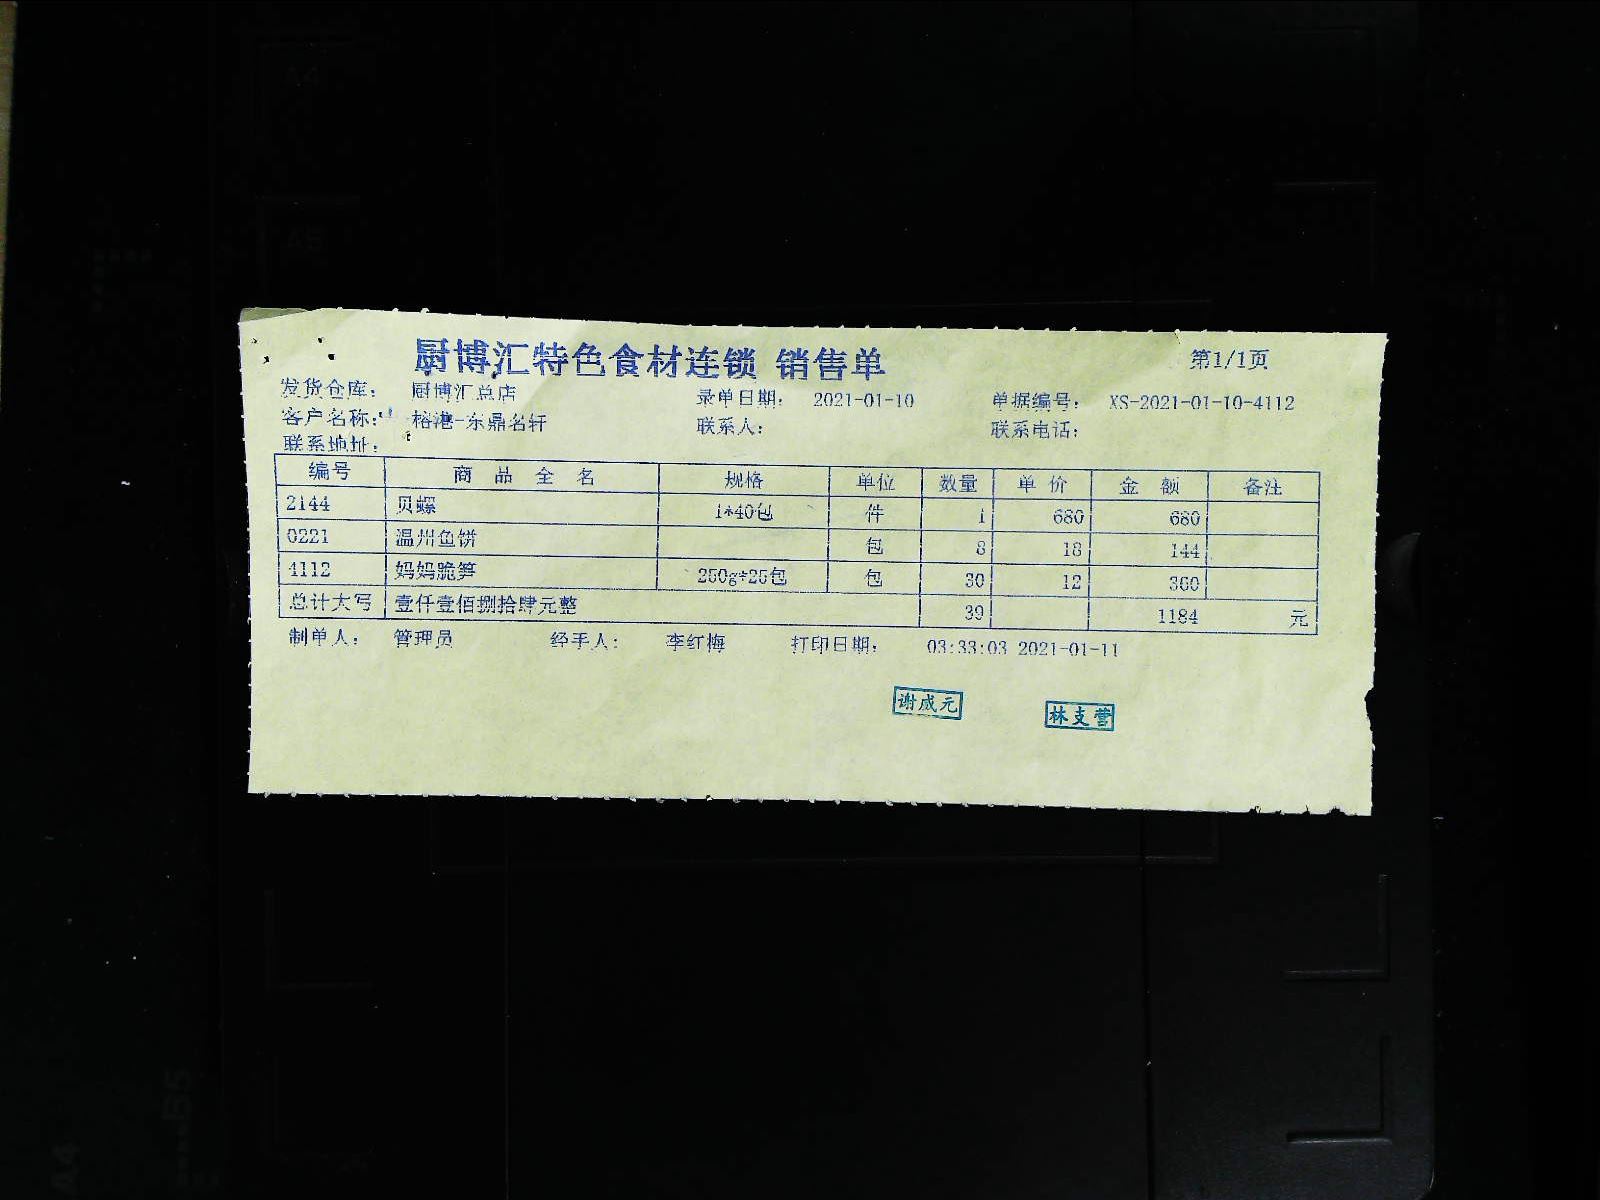 厨博汇特色食材连锁 销售单 第1/1页
发货仓库: 厨博汇总店 录单日期: 2021-01-10 单据编号: XS-2021-01-10-4112
客户名称: 榕港-东鼎名轩 联系人: 联系电话:
联系地址:
编号 商品全名 规格 单位 数量 单价 金额 备注
2144 贝螺 1*40包 件 1 680 680
0221 温州鱼饼 包 8 18 144
4112 妈妈脆笋 250g*25包 包 30 12 360
总计大写 壹仟壹佰捌拾肆元整 39 1184 元
制单人: 管理员 经手人: 李红梅 打印日期: 03:33:03 2021-01-11
谢成元 林支营